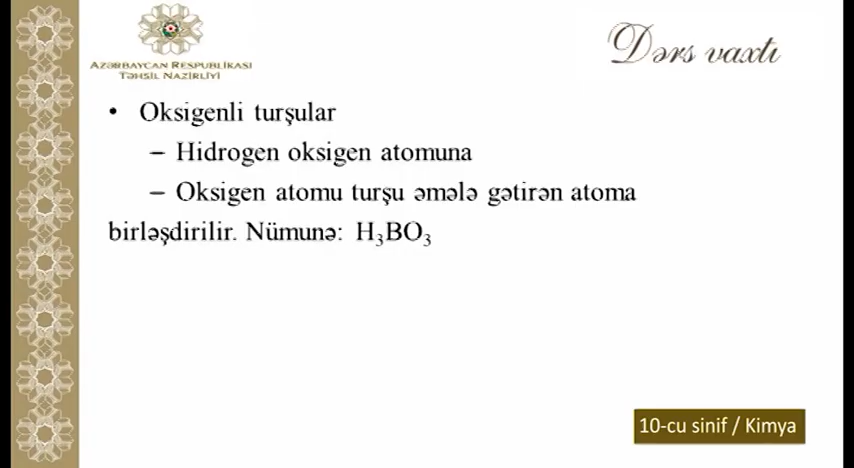 AZƏRBAYCAN RESPUBLİKASI
TƏHSİL NAZİRLİYİ
Dərs vaxtı
• Oksigenli turşular
– Hidrogen oksigen atomuna
– Oksigen atomu turşu əmələ gətirən atoma
birləşdirilir. Nümunə: H₃BO₃
10-cu sinif / Kimya